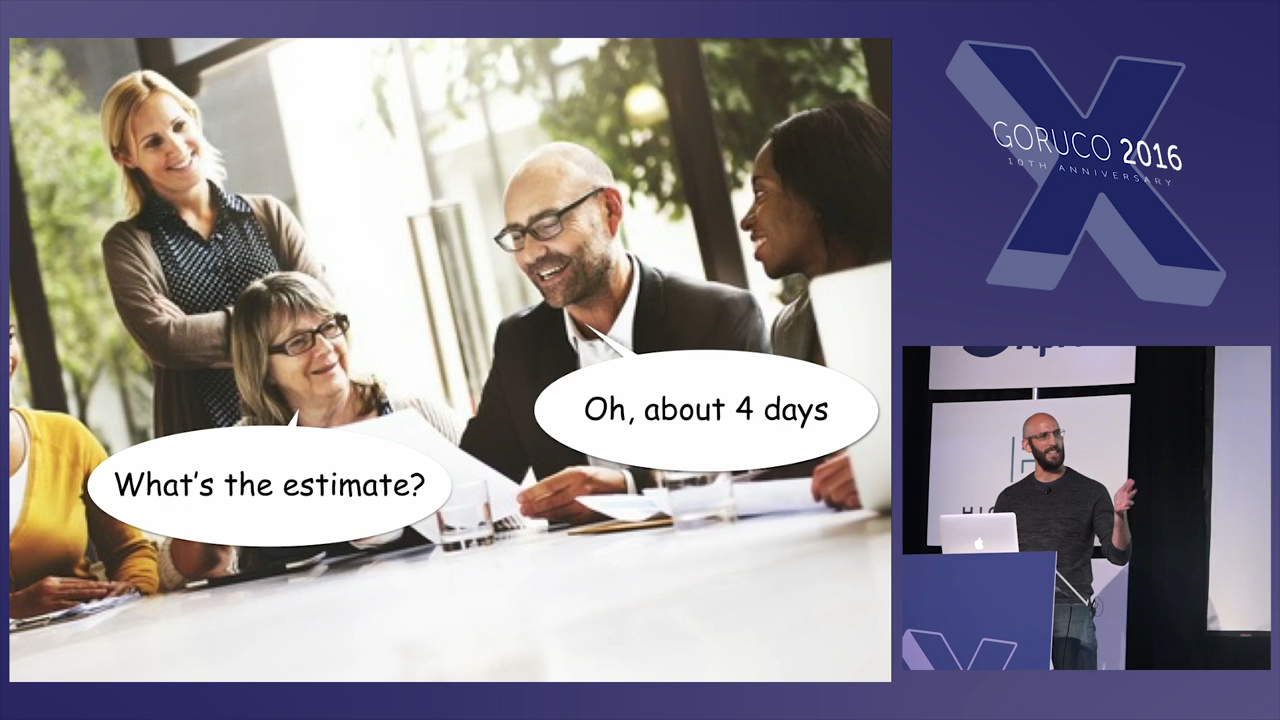 What's the estimate?
Oh, about 4 days
GORUCO 2016
10TH ANNIVERSARY